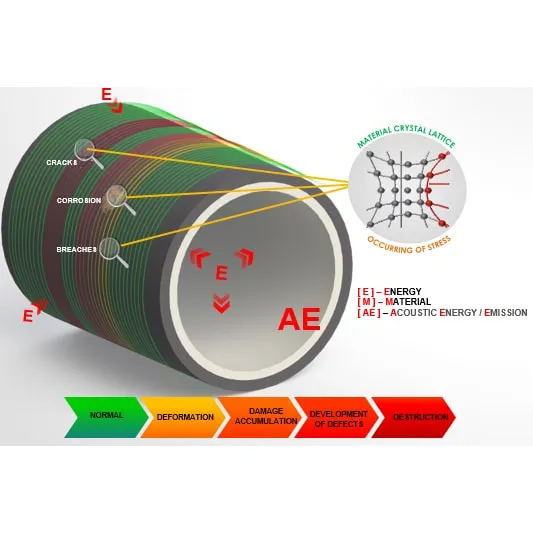 E
MATERIAL CRYSTAL LATTICE
CRACKS
CORROSION
OCCURRING OF STRESS
BREACHES
E
[ E ] – ENERGY
[ M ] – MATERIAL
[ AE ] – ACOUSTIC ENERGY / EMISSION
E
AE
NORMAL
DEFORMATION
DAMAGE
ACCUMULATION
DEVELOPMENT
OF DEFECTS
DESTRUCTION